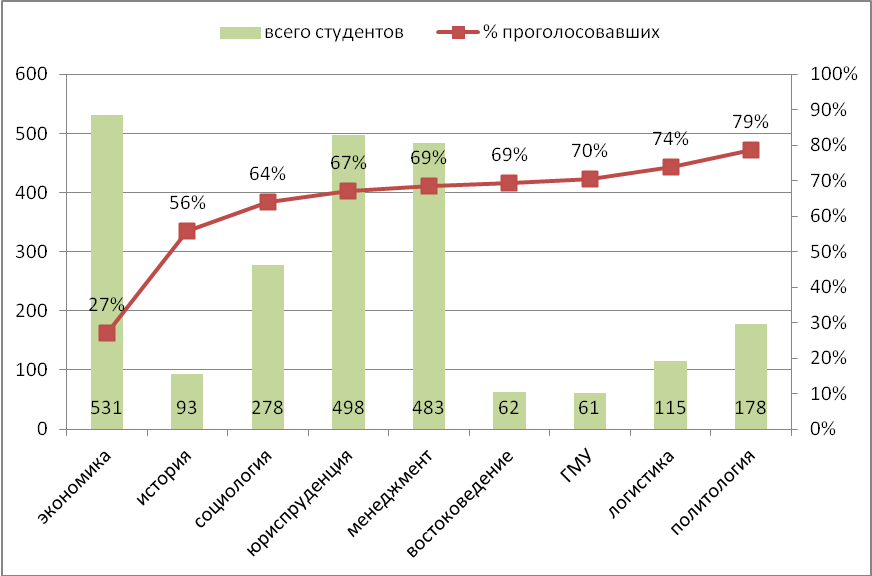 всего студентов % проголосовавших
600 100%
90%
500 80%
70%
400 60%
300 50%
40%
200 30%
100 20%
10%
0 0%
27% 56% 64% 67% 69% 69% 70% 74% 79%
531 93 278 498 483 62 61 115 178
экономика
история
социология
юриспруденция
менеджмент
востоковедение
ГМУ
логистика
политология